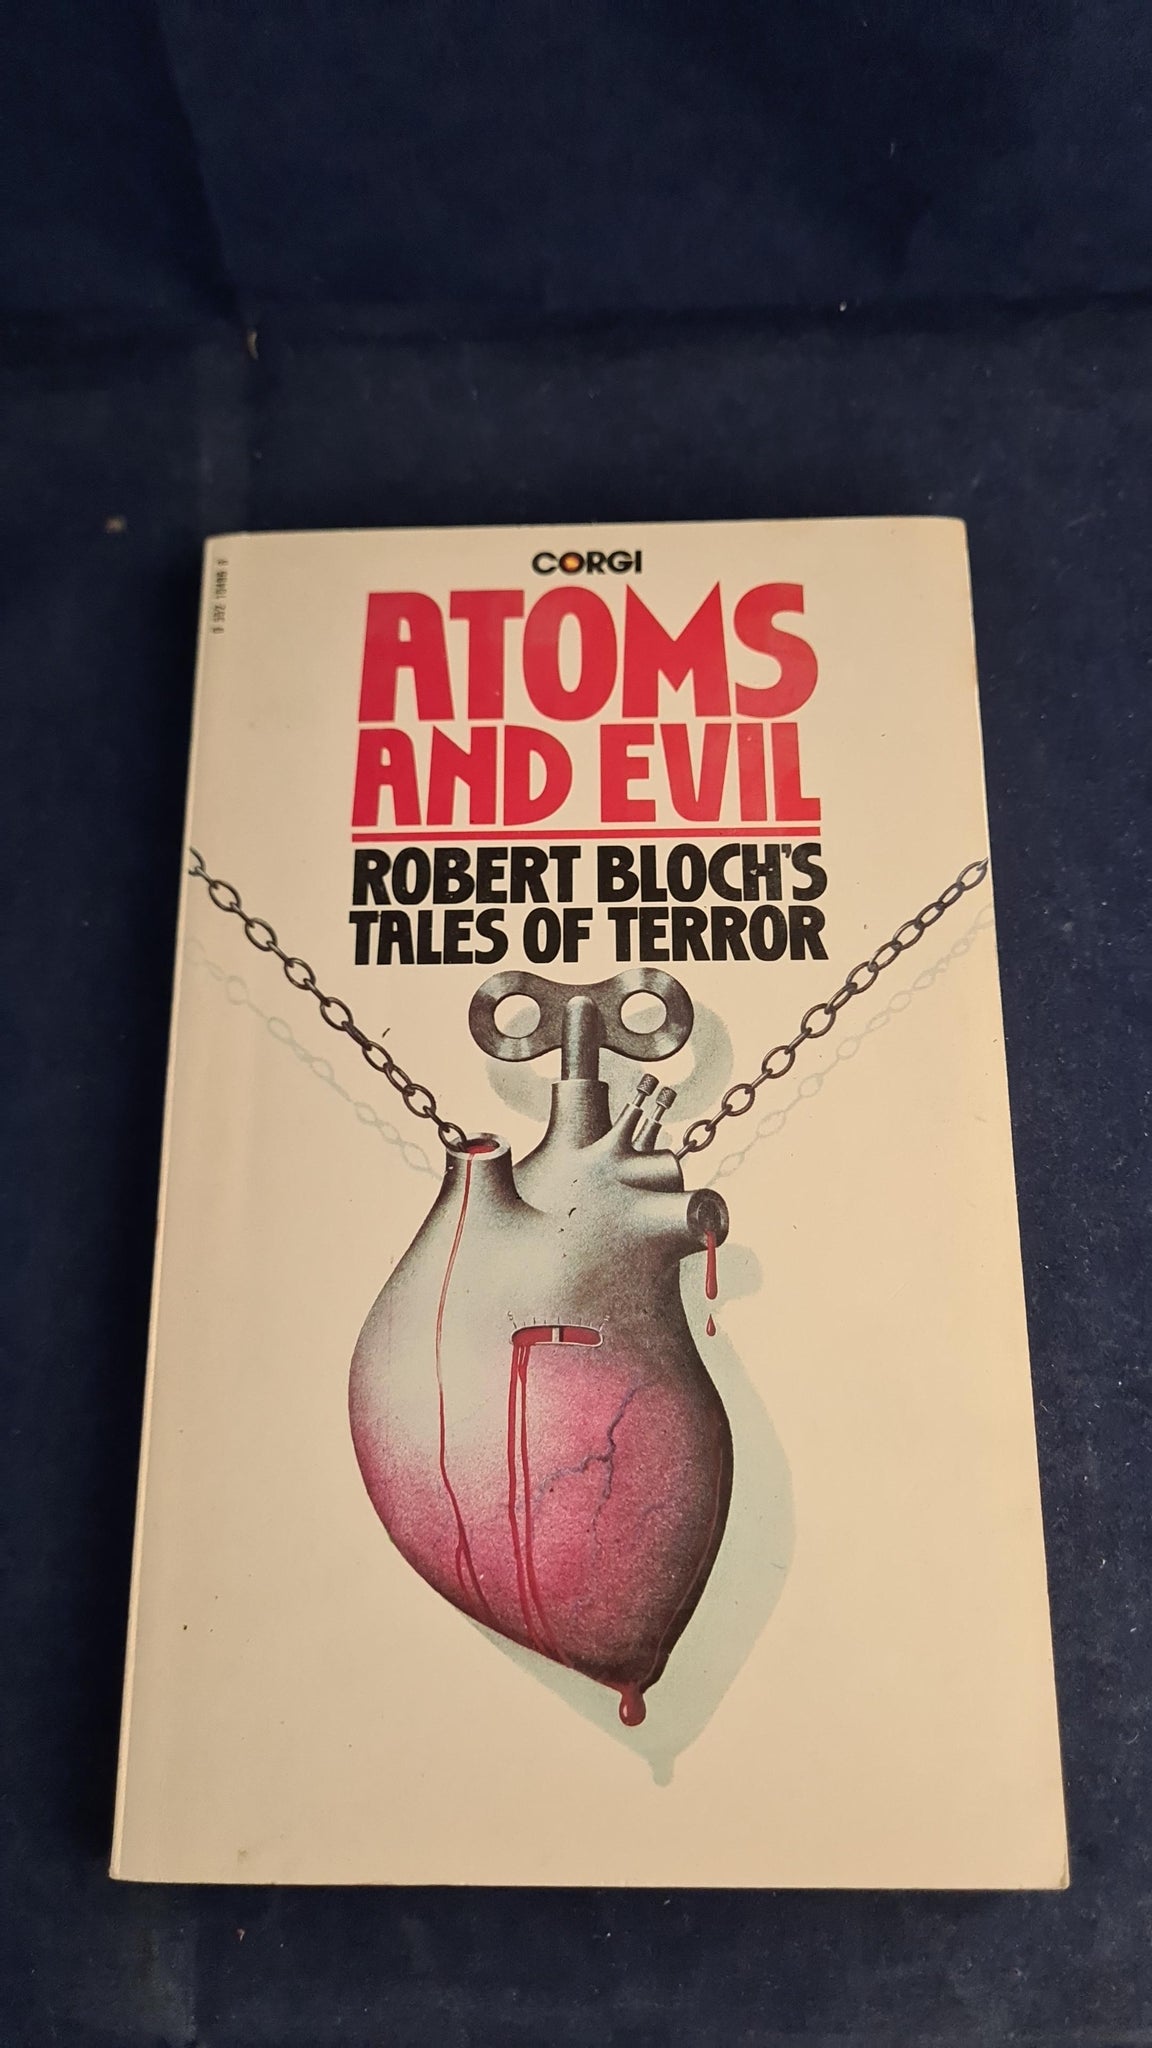 CORGI
ATOMS
AND EVIL
ROBERT BLOCH'S
TALES OF TERROR